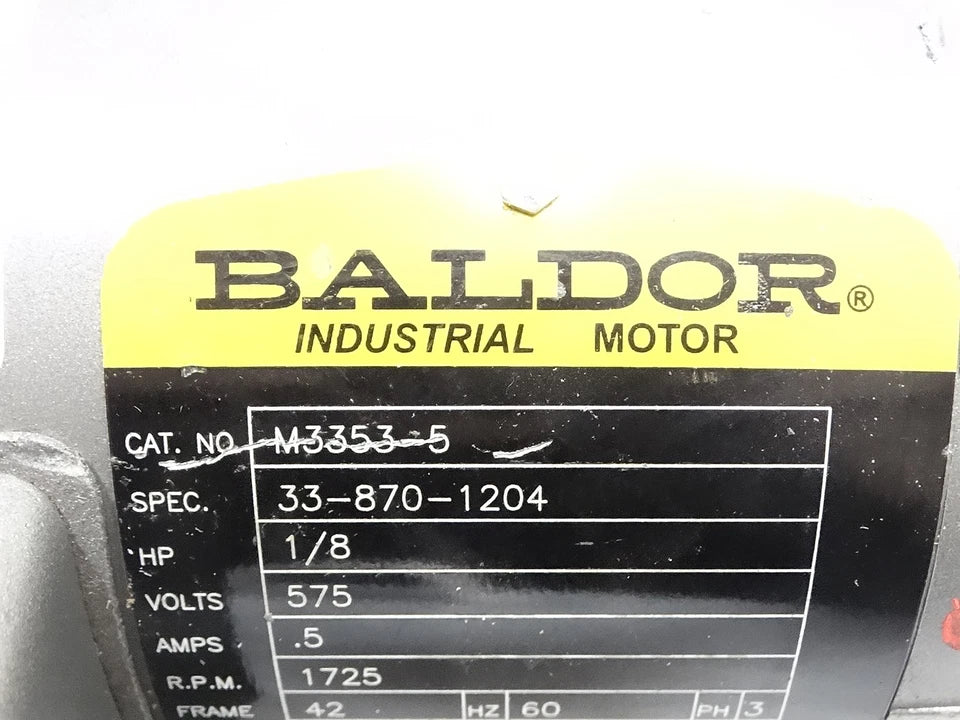 BALDOR®
INDUSTRIAL MOTOR
CAT. NO. M3353-5
SPEC. 33-870-1204
HP 1/8
VOLTS 575
AMPS .5
R.P.M. 1725
FRAME 42 HZ 60 PH 3